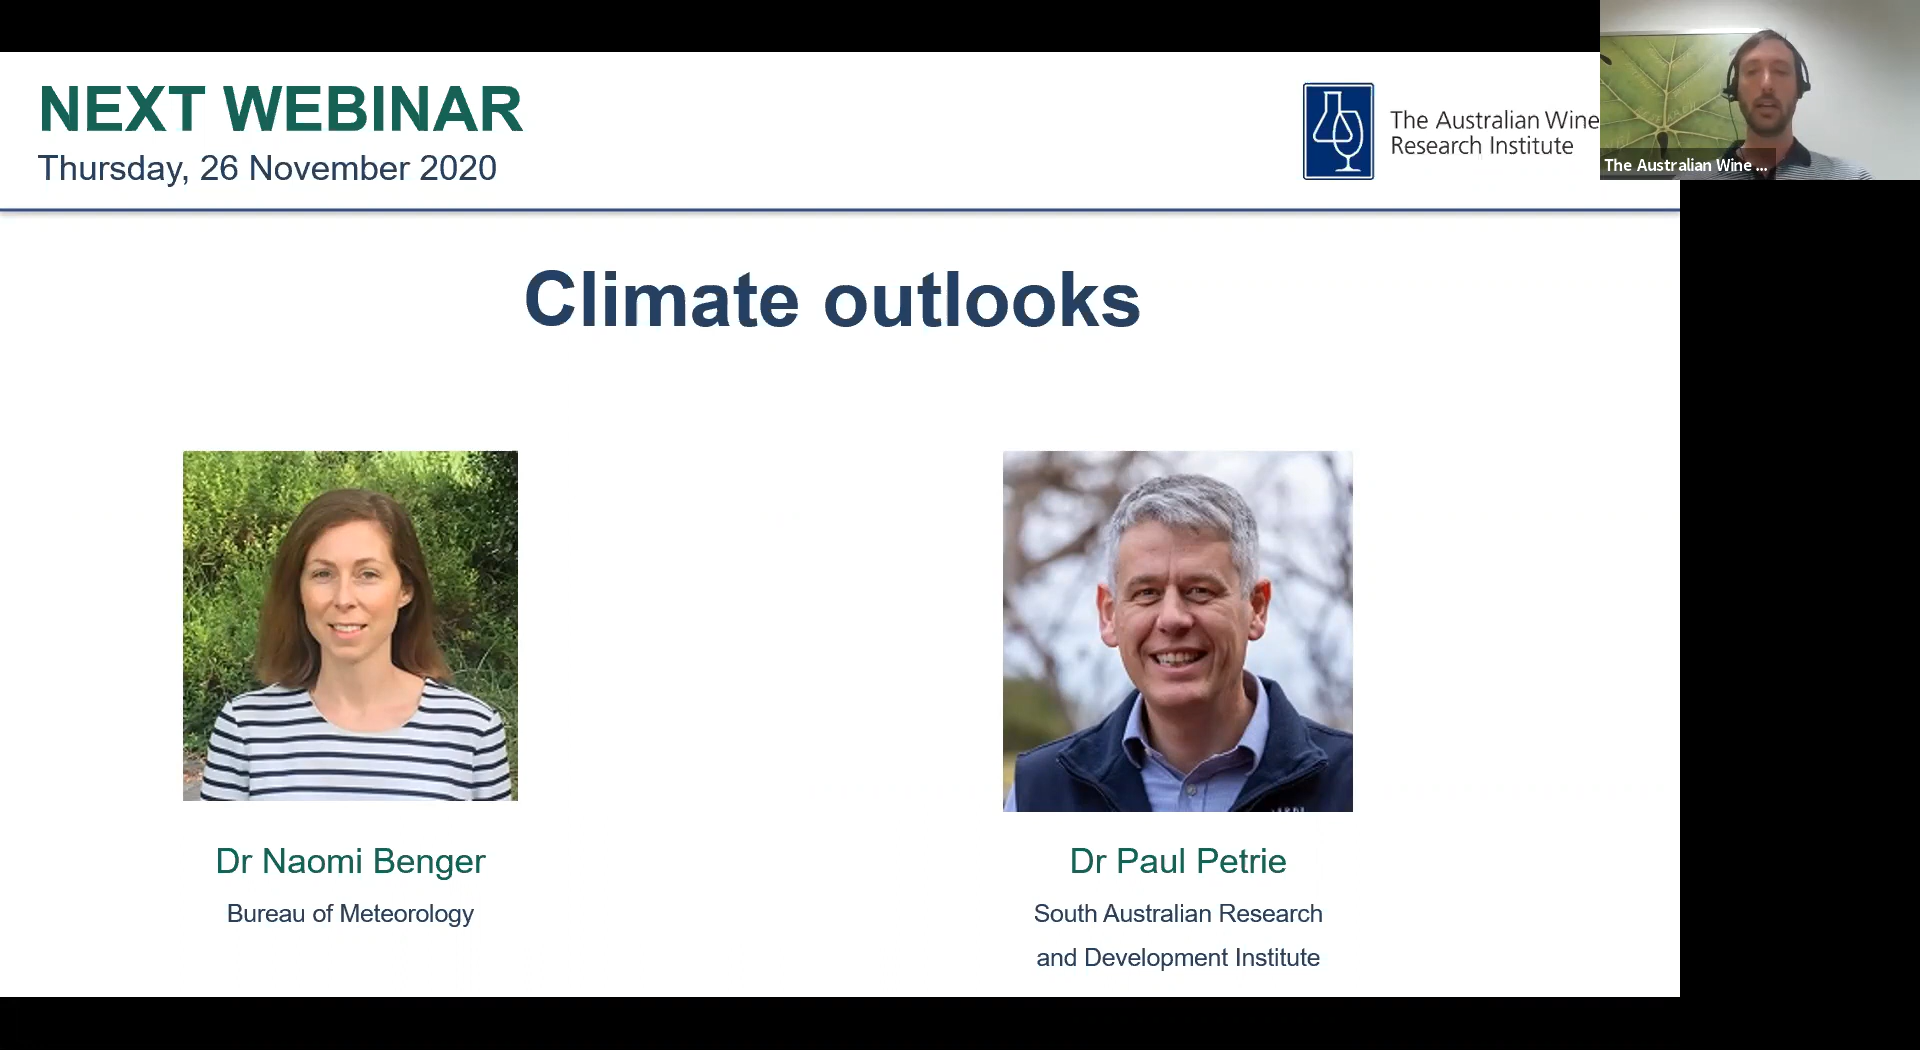 NEXT WEBINAR
Thursday, 26 November 2020
The Australian Wine
Research Institute
The Australian Wine ...
Climate outlooks
Dr Naomi Benger
Bureau of Meteorology
Dr Paul Petrie
South Australian Research
and Development Institute